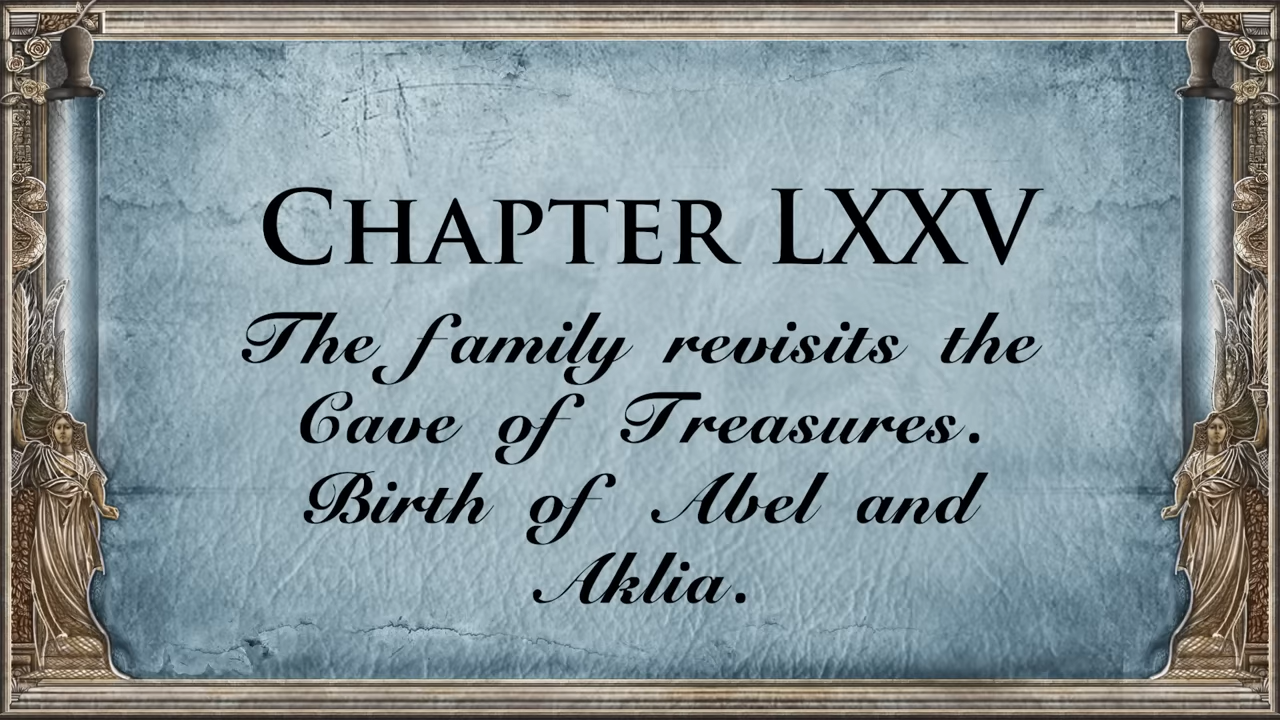 Chapter LXXV
The family revisits the
Cave of Treasures.
Birth of Abel and
Aklia.